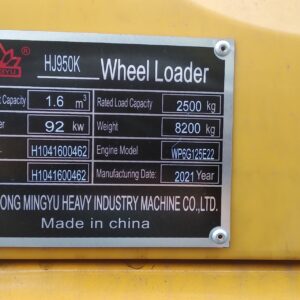 HJ950K Wheel Loader
Capacity 1.6 m³ Rated Load Capacity 2500 kg
92 kw Weight 8200 kg
H1041600462 Engine Model WP6G125E22
H1041600462 Manufacturing Date: 2021 Year
ONG MINGYU HEAVY INDUSTRY MACHINE CO.,LTD.
Made in china